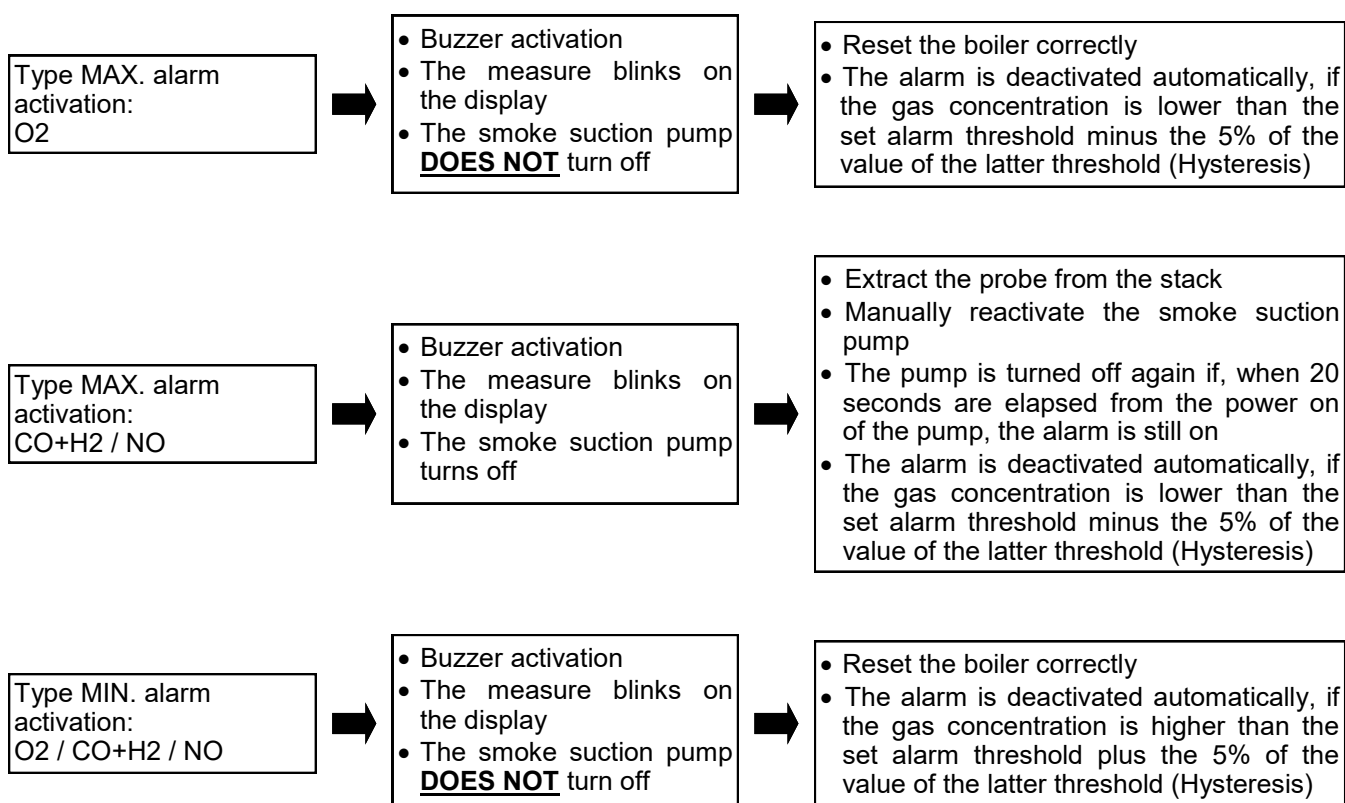 Type MAX. alarm
activation:
O2
• Buzzer activation
• The measure blinks on
the display
• The smoke suction pump
DOES NOT turn off
• Reset the boiler correctly
• The alarm is deactivated automatically, if
the gas concentration is lower than the
set alarm threshold minus the 5% of the
value of the latter threshold (Hysteresis)
Type MAX. alarm
activation:
CO+H2 / NO
• Buzzer activation
• The measure blinks on
the display
• The smoke suction pump
turns off
• Extract the probe from the stack
• Manually reactivate the smoke suction
pump
• The pump is turned off again if, when 20
seconds are elapsed from the power on
of the pump, the alarm is still on
• The alarm is deactivated automatically, if
the gas concentration is lower than the
set alarm threshold minus the 5% of the
value of the latter threshold (Hysteresis)
Type MIN. alarm
activation:
O2 / CO+H2 / NO
• Buzzer activation
• The measure blinks on
the display
• The smoke suction pump
DOES NOT turn off
• Reset the boiler correctly
• The alarm is deactivated automatically, if
the gas concentration is higher than the
set alarm threshold plus the 5% of the
value of the latter threshold (Hysteresis)